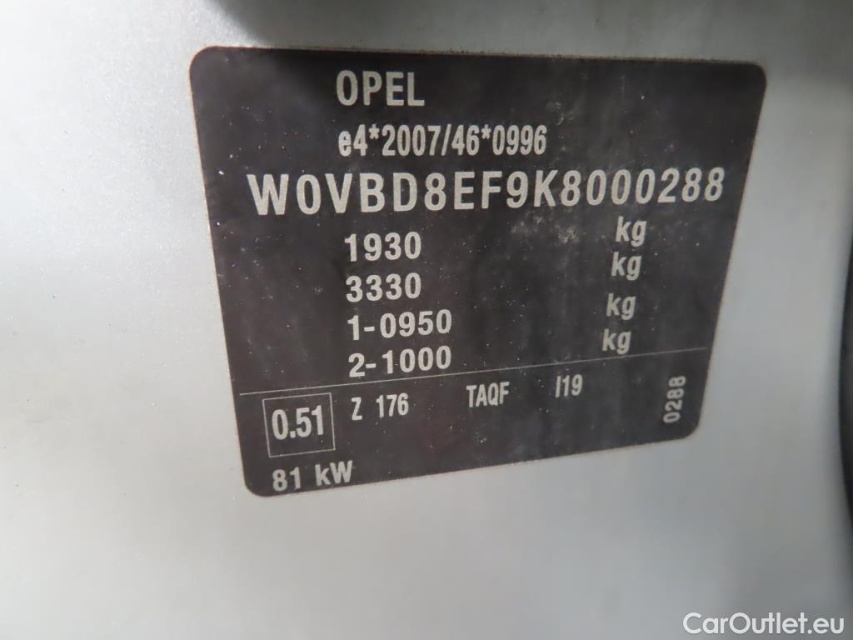 OPEL
e4*2007/46*0996
W0VBD8EF9K8000288
1930 kg
3330 kg
1-0950 kg
2-1000 kg
0.51 Z 176 TAQF I19 0288
81 kW
CarOutlet.eu